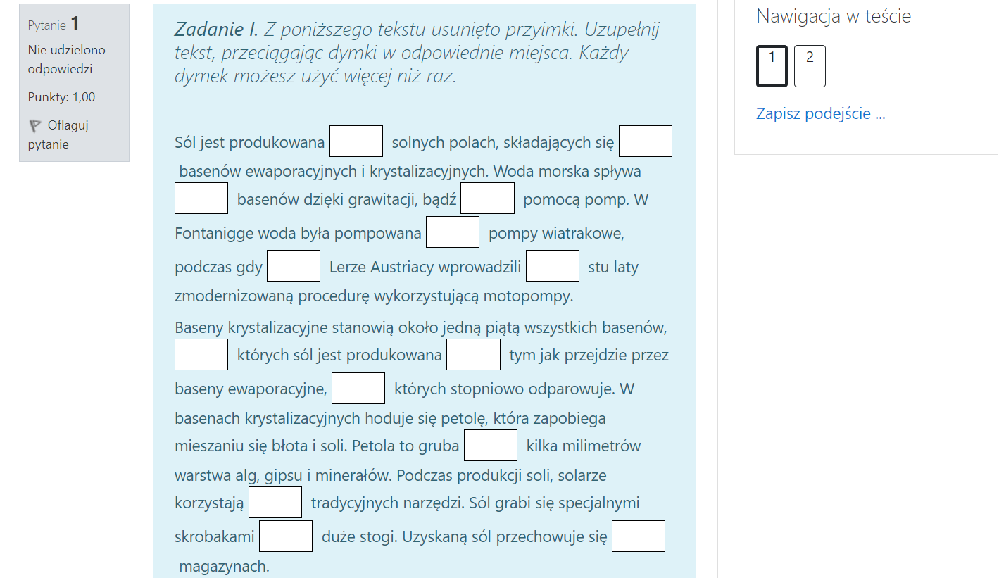 Pytanie 1
Nie udzielono
odpowiedzi
Punkty: 1,00
Oflaguj
pytanie
Zadanie I. Z poniższego tekstu usunięto przyimki. Uzupełnij
tekst, przeciągając dymki w odpowiednie miejsca. Każdy
dymek możesz użyć więcej niż raz.
Sól jest produkowana solnych polach, składających się
basenów ewaporacyjnych i krystalizacyjnych. Woda morska spływa
basenów dzięki grawitacji, bądź pomocą pomp. W
Fontanigge woda była pompowana pompy wiatrakowe,
podczas gdy Lerze Austriacy wprowadzili stu laty
zmodernizowaną procedurę wykorzystującą motopompy.
Baseny krystalizacyjne stanowią około jedną piątą wszystkich basenów,
których sól jest produkowana tym jak przejdzie przez
baseny ewaporacyjne, których stopniowo odparowuje. W
basenach krystalizacyjnych hoduje się petolę, która zapobiega
mieszaniu się błota i soli. Petola to gruba kilka milimetrów
warstwa alg, gipsu i minerałów. Podczas produkcji soli, solarze
korzystają tradycyjnych narzędzi. Sól grabi się specjalnymi
skrobakami duże stogi. Uzyskaną sól przechowuje się
magazynach.
Nawigacja w teście
1 2
Zapisz podejście ...